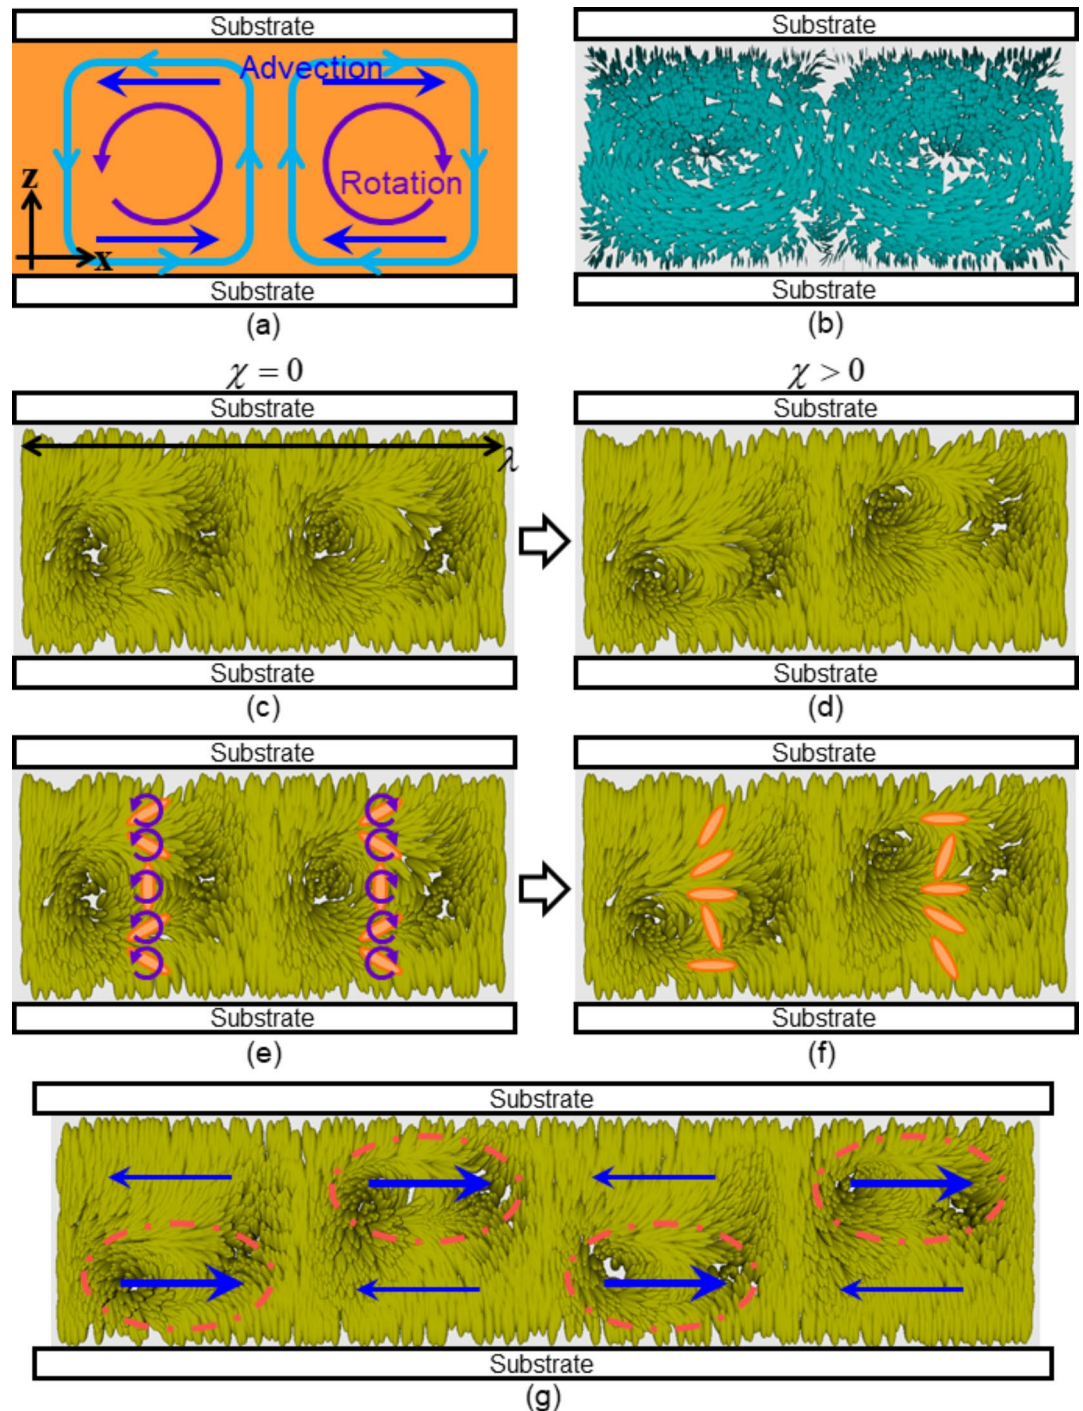 Substrate
Substrate
Advection
Rotation
z
x
Substrate
Substrate
(a)
(b)
χ = 0
χ > 0
Substrate
Substrate
λ
Substrate
Substrate
(c)
(d)
Substrate
Substrate
Substrate
Substrate
(e)
(f)
Substrate
Substrate
(g)